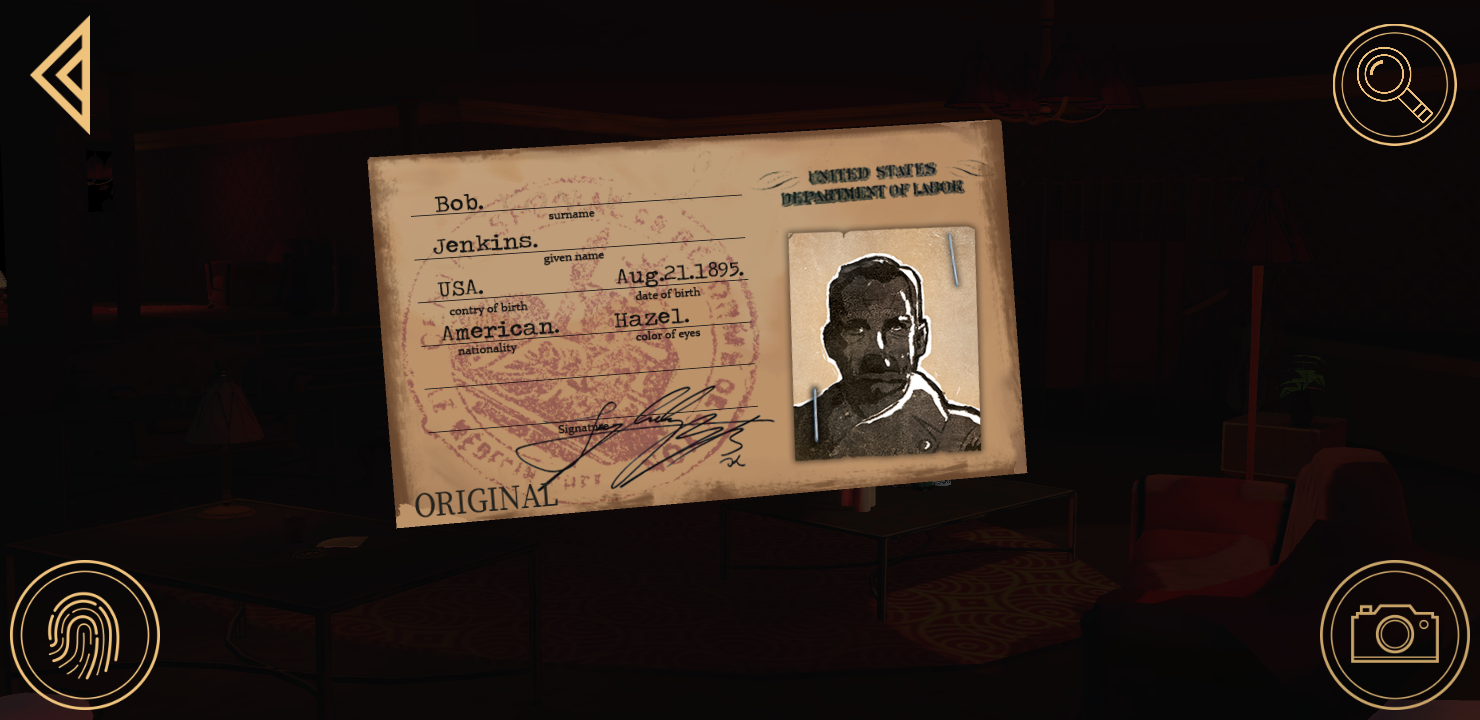 Bob.
surname
Jenkins.
given name
USA.
Aug.21.1895.
contry of birth
date of birth
American.
Hazel.
nationality
color of eyes
Signature
ORIGINAL
UNITED STATES
DEPARTMENT OF LABOR